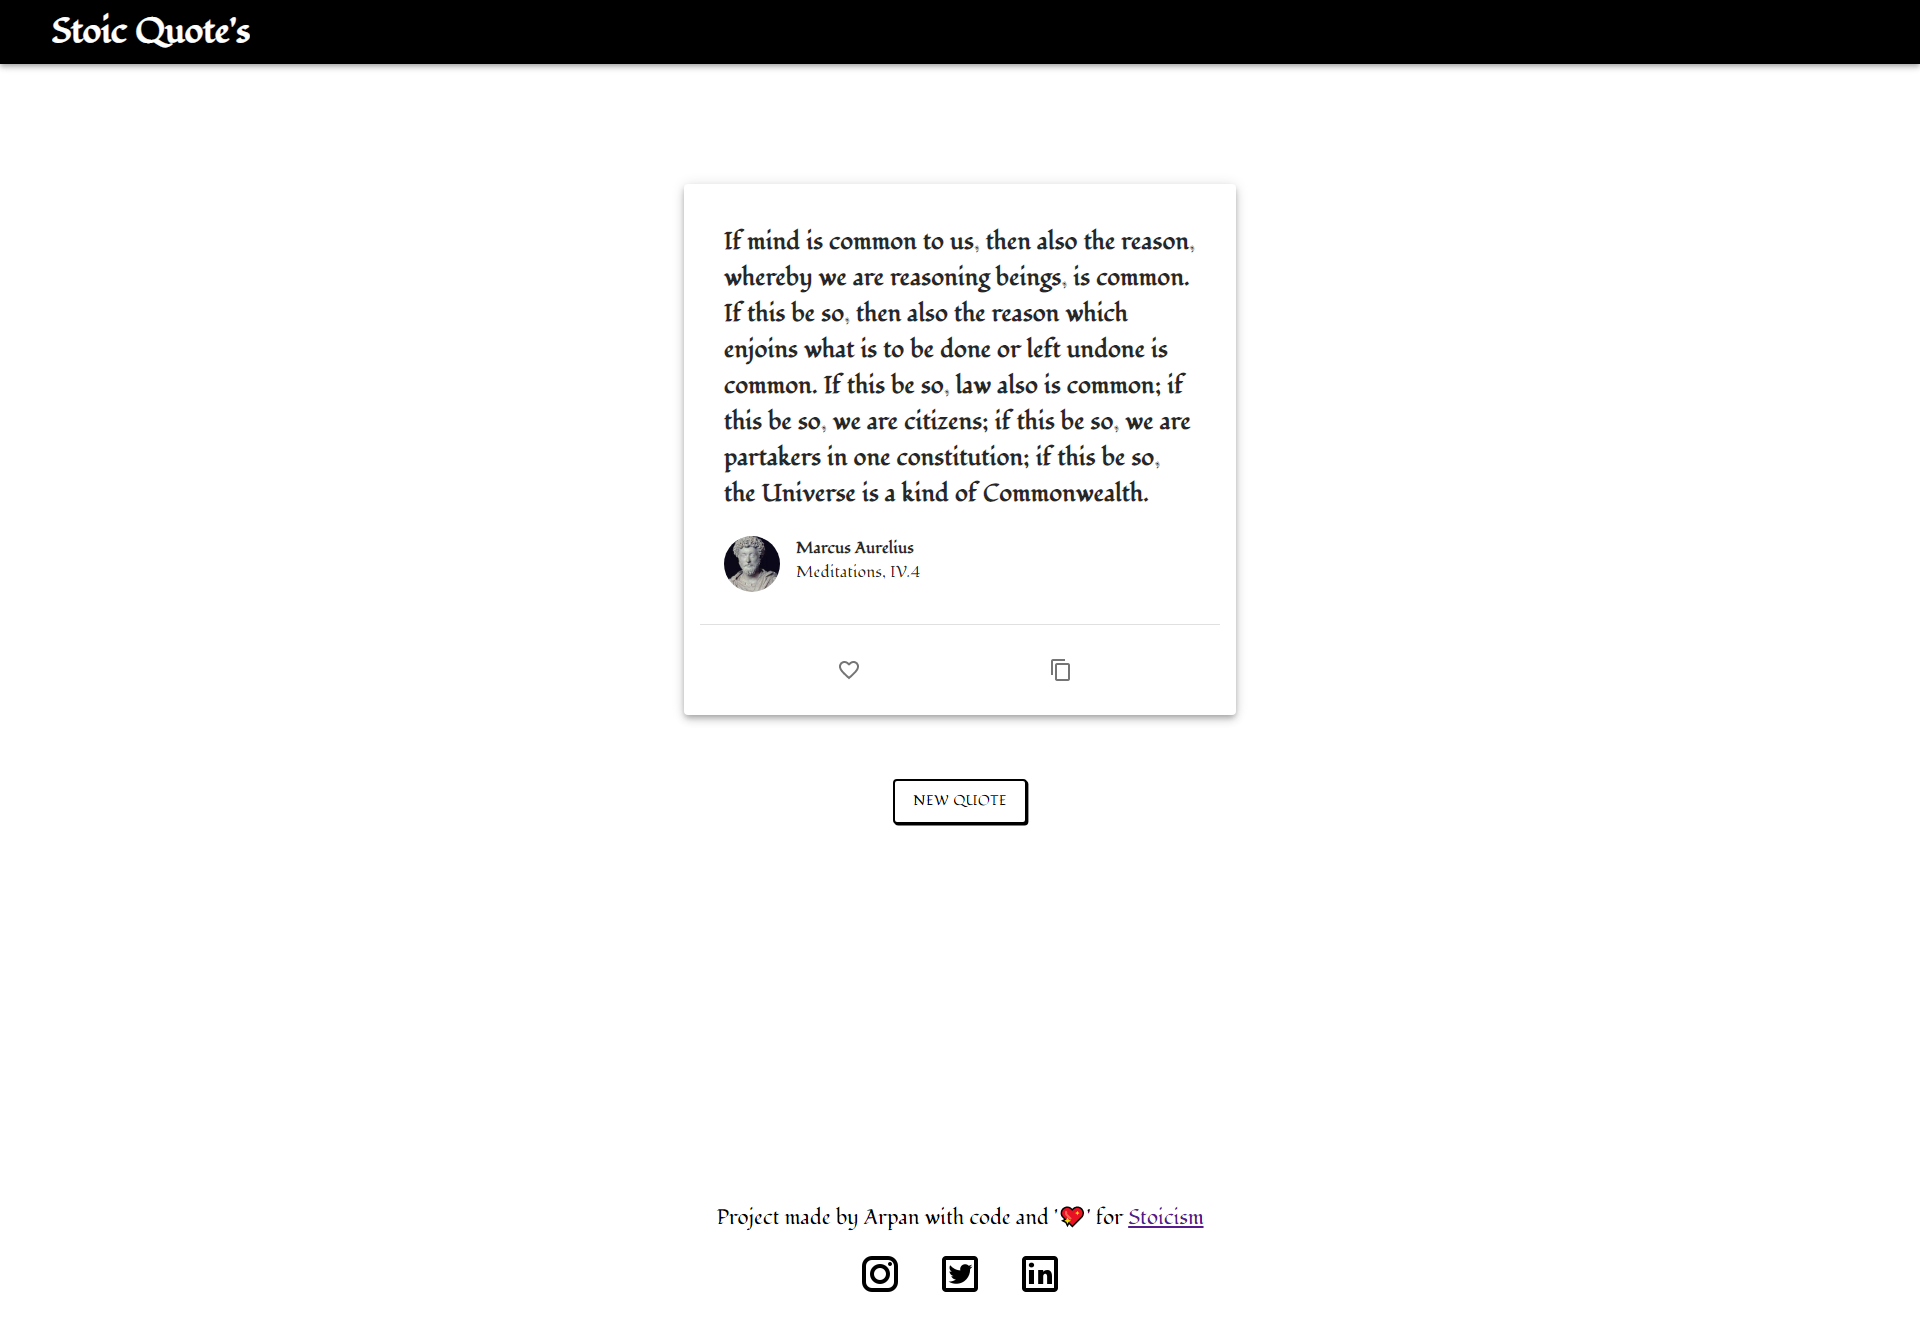 Stoic Quote's
If mind is common to us, then also the reason,
whereby we are reasoning beings, is common.
If this be so, then also the reason which
enjoins what is to be done or left undone is
common. If this be so, law also is common; if
this be so, we are citizens; if this be so, we are
partakers in one constitution; if this be so,
the Universe is a kind of Commonwealth.
Marcus Aurelius
Meditations, IV.4
NEW QUOTE
Project made by Arpan with code and '💖' for Stoicism
in